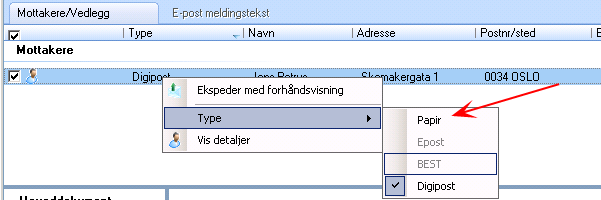 Mottakere/Vedlegg E-post meldingstekst
Type Navn Adresse Postnr/sted
Mottakere
Digipost Jens Petrus Skomakergata 1 0034 OSLO
Ekspeder med forhåndsvisning
Type
Vis detaljer
Papir
Epost
BEST
Digipost